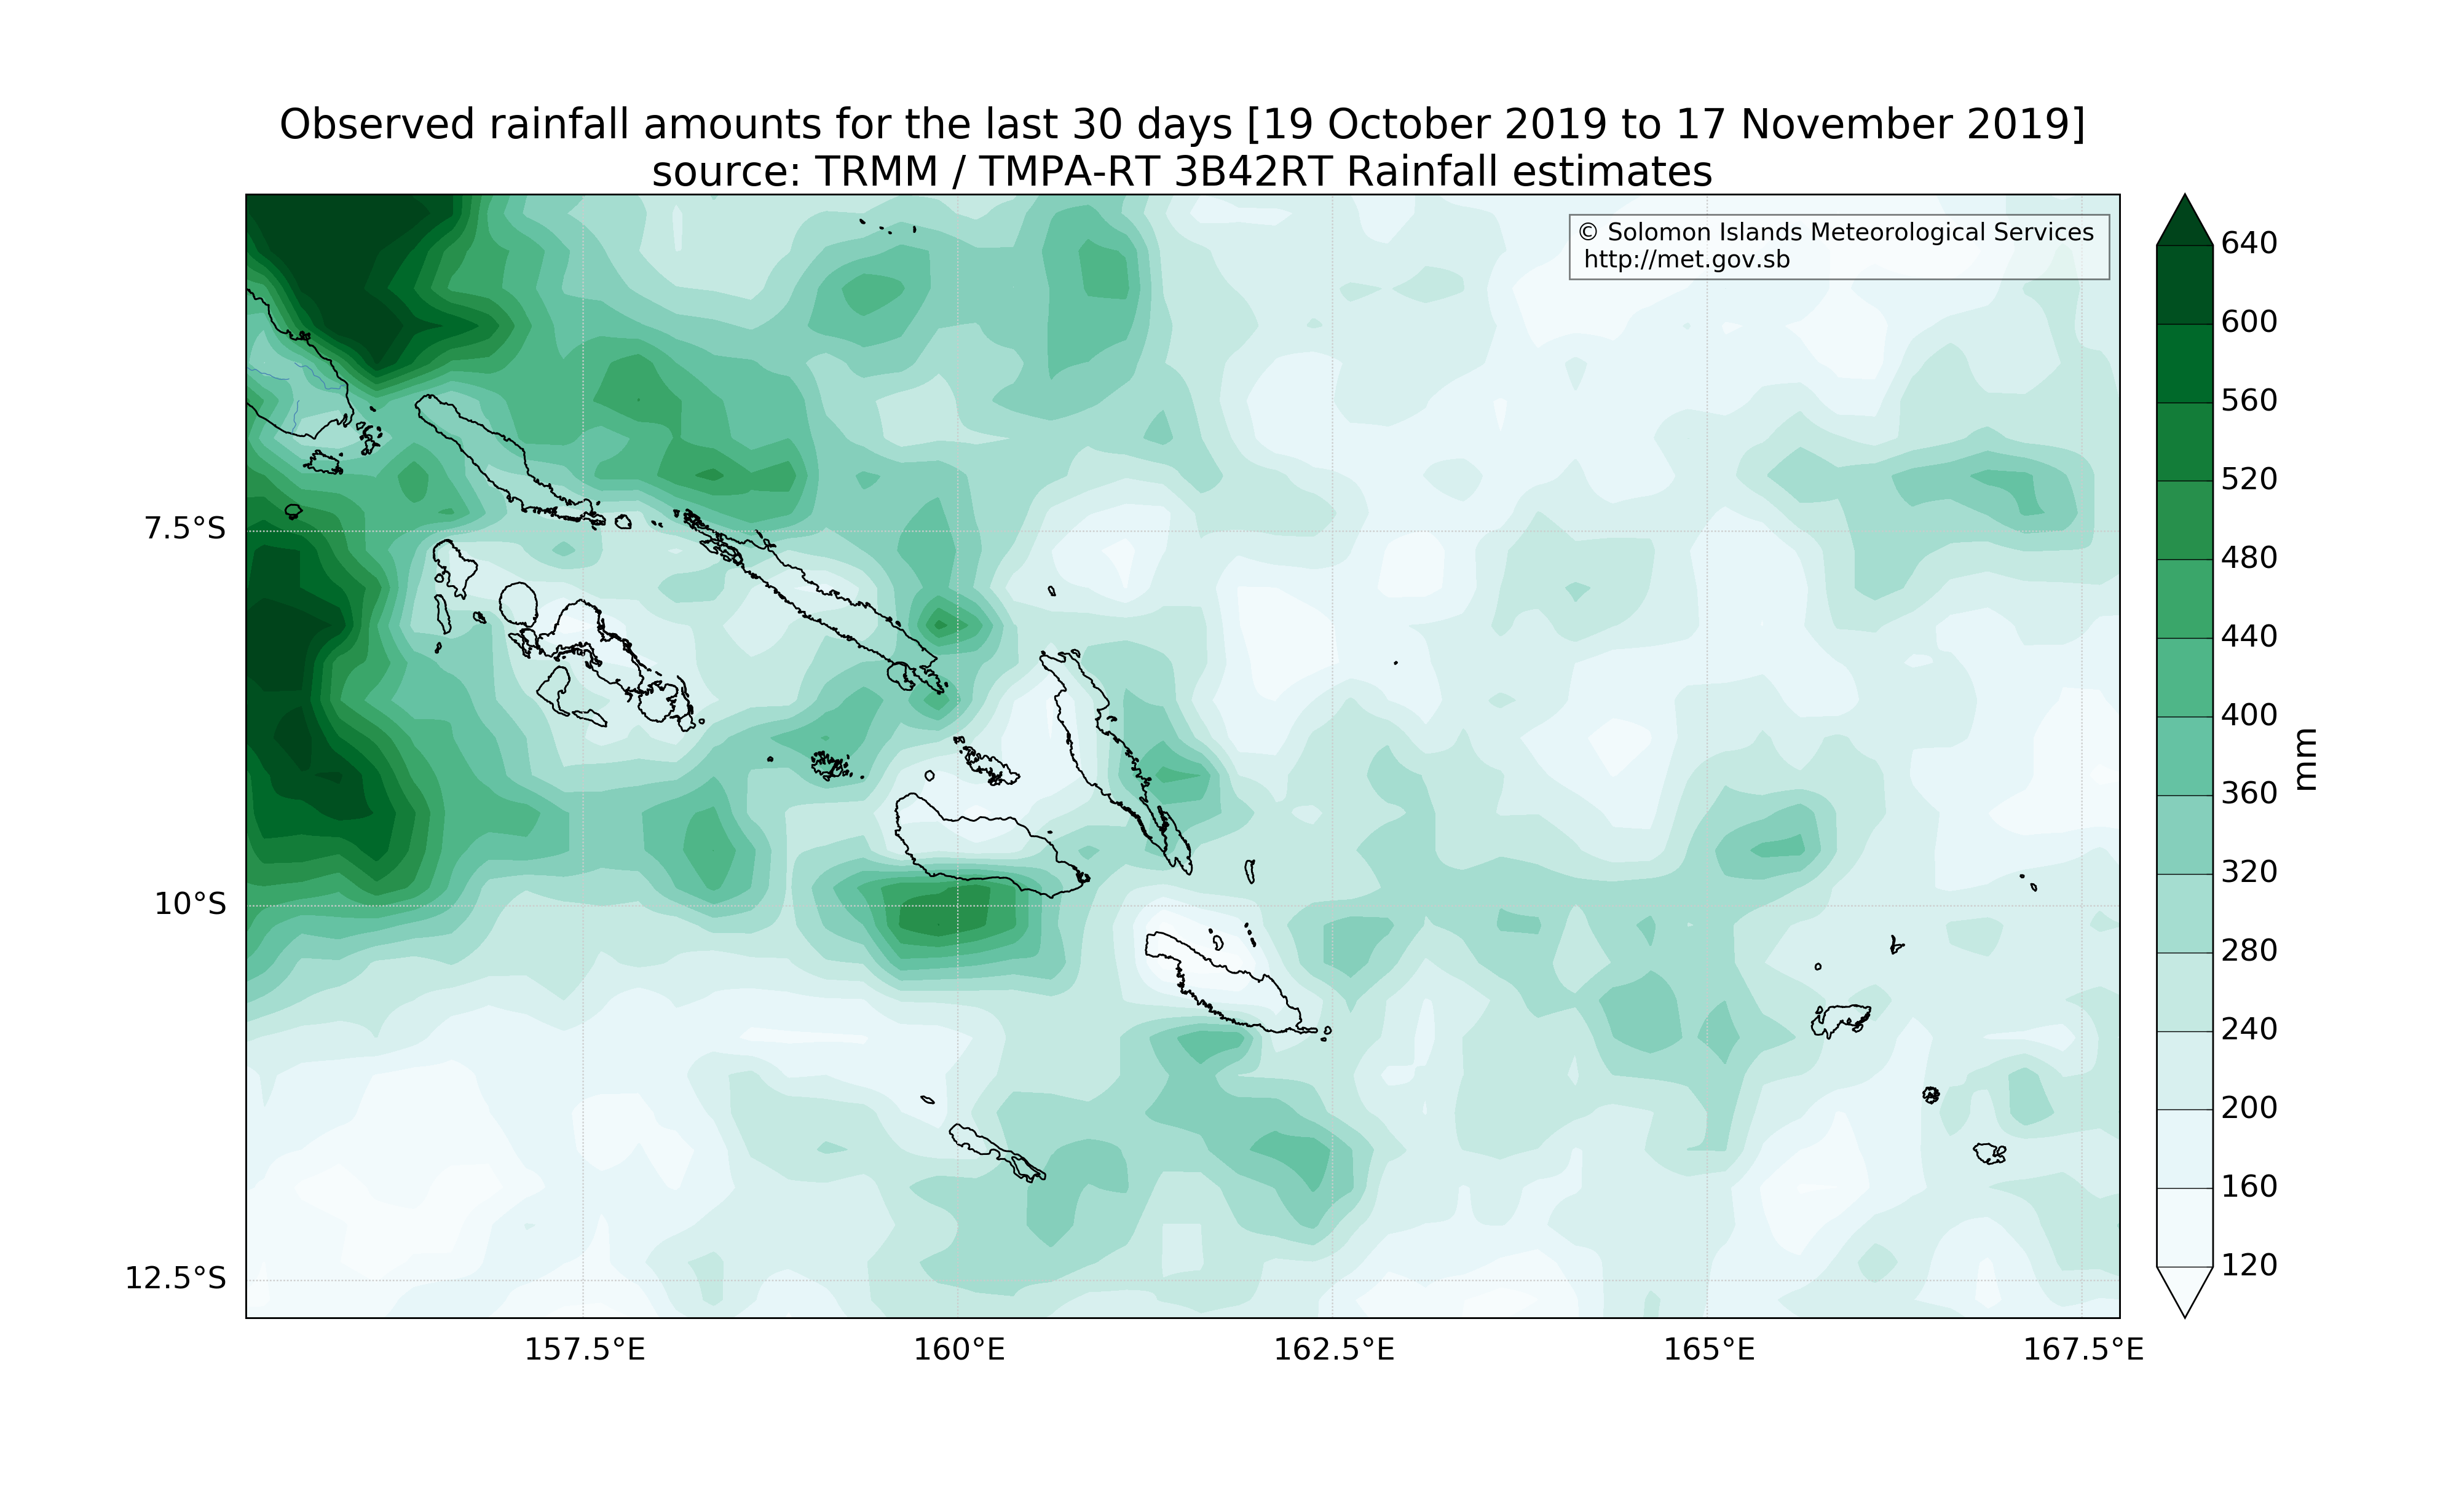 Observed rainfall amounts for the last 30 days [19 October 2019 to 17 November 2019]
source: TRMM / TMPA-RT 3B42RT Rainfall estimates
© Solomon Islands Meteorological Services
http://met.gov.sb
640
600
560
520
480
440
400
360
320
280
240
200
160
120
mm
7.5°S
10°S
12.5°S
157.5°E
160°E
162.5°E
165°E
167.5°E